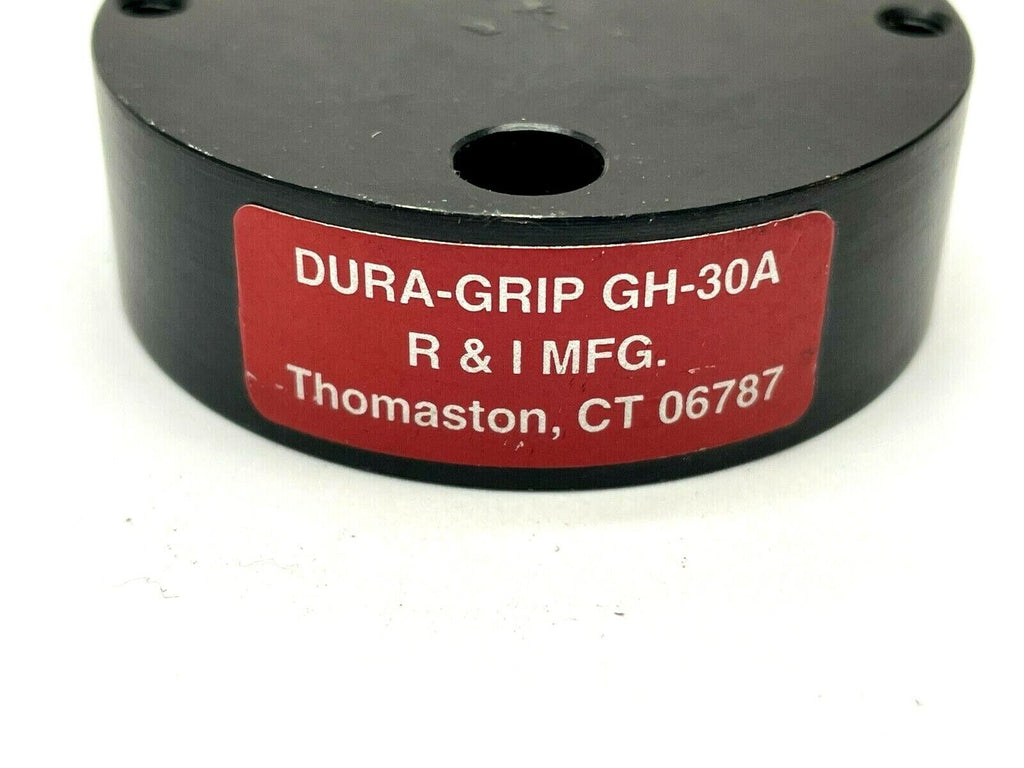 DURA-GRIP GH-30A
R & I MFG.
Thomaston, CT 06787